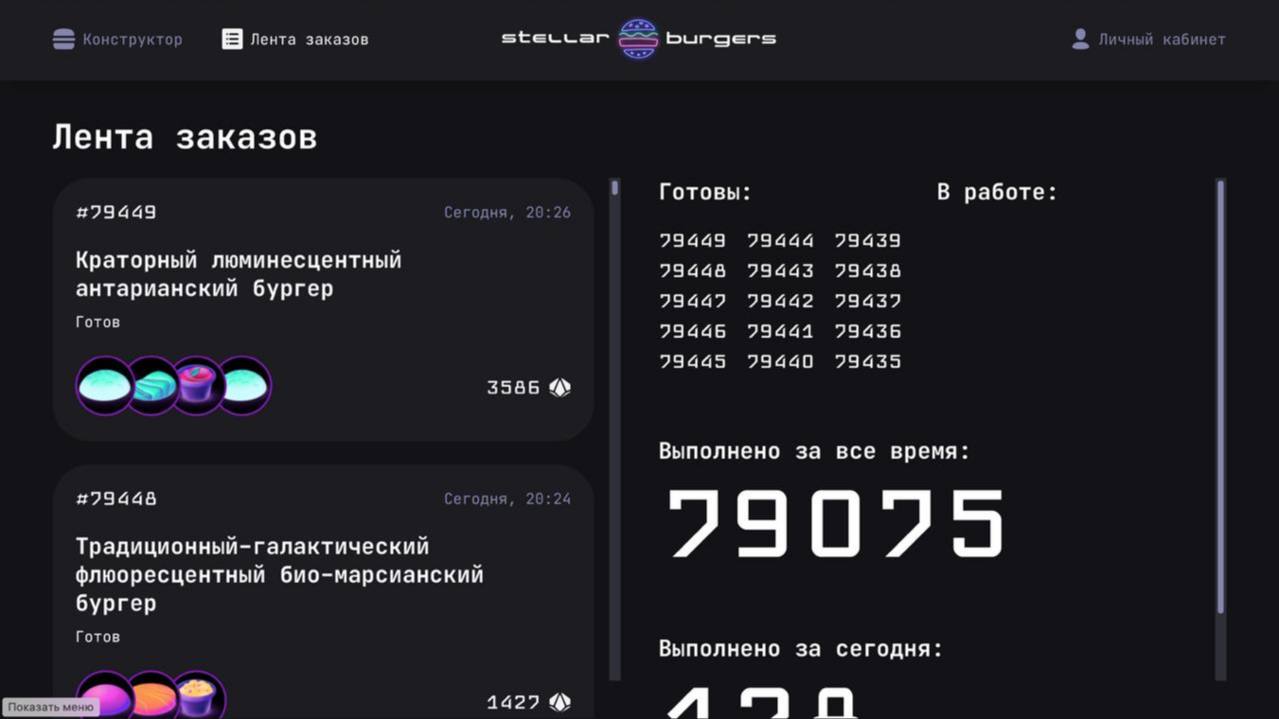 Конструктор
Лента заказов
stellar burgers
Личный кабинет
Лента заказов
#79449
Сегодня, 20:26
Краторный люминесцентный
антарианский бургер
Готов
3586
#79448
Сегодня, 20:24
Традиционный-галактический
флюоресцентный био-марсианский
бургер
Готов
1427
Готовы:
В работе:
79449 79444 79439
79448 79443 79438
79447 79442 79437
79446 79441 79436
79445 79440 79435
Выполнено за все время:
79075
Выполнено за сегодня:
Показать меню